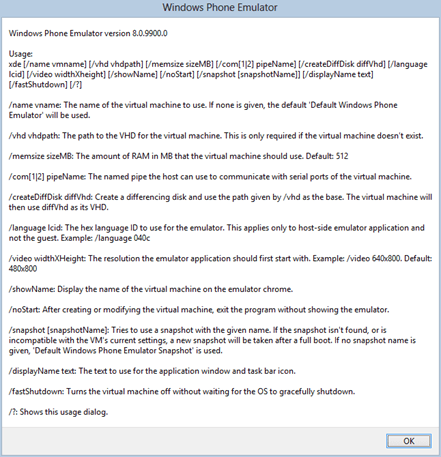 Windows Phone Emulator
Windows Phone Emulator version 8.0.9900.0
Usage:
xde [/name vmname] [/vhd vhdpath] [/memsize sizeMB] [/com[1|2] pipeName] [/createDiffDisk diffVhd] [/language
lcid] [/video widthXheight] [/showName] [/noStart] [/snapshot [snapshotName]] [/displayName text]
[/fastShutdown] [/?]
/name vname: The name of the virtual machine to use. If none is given, the default 'Default Windows Phone
Emulator' will be used.
/vhd vhdpath: The path to the VHD for the virtual machine. This is only required if the virtual machine doesn't exist.
/memsize sizeMB: The amount of RAM in MB that the virtual machine should use. Default: 512
/com[1|2] pipeName: The named pipe the host can use to communicate with serial ports of the virtual machine.
/createDiffDisk diffVhd: Create a differencing disk and use the path given by /vhd as the base. The virtual machine will
then use diffVhd as its VHD.
/language lcid: The hex language ID to use for the emulator. This applies only to host-side emulator application and
not the guest. Example: /language 040c
/video widthXHeight: The resolution the emulator application should first start with. Example: /video 640x800. Default:
480x800
/showName: Display the name of the virtual machine on the emulator chrome.
/noStart: After creating or modifying the virtual machine, exit the program without showing the emulator.
/snapshot [snapshotName]: Tries to use a snapshot with the given name. If the snapshot isn't found, or is
incompatible with the VM's current settings, a new snapshot will be taken after a full boot. If no snapshot name is
given, 'Default Windows Phone Emulator Snapshot' is used.
/displayName text: The text to use for the application window and task bar icon.
/fastShutdown: Turns the virtual machine off without waiting for the OS to gracefully shutdown.
/?: Shows this usage dialog.
OK